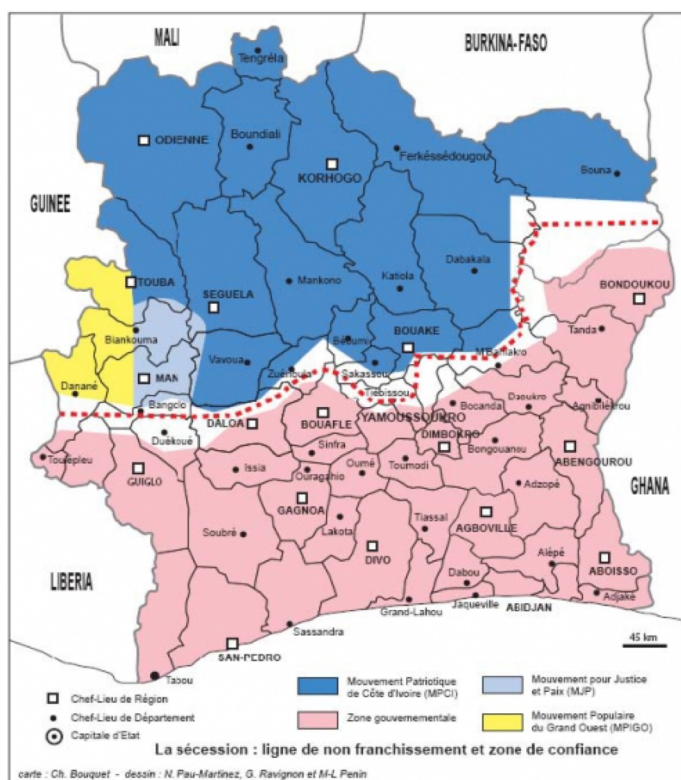 MALI
BURKINA-FASO
Tengréla
ODIENNE
Boundiali
KORHOGO
Ferkéssédougou
Bouna
GUINEE
TOUBA
SEGUELA
Mankono
Katiola
Dabakala
BONDOUKOU
Biankouma
Béoumi
BOUAKE
Tanda
MAN
Vavoua
Zuénoula
Sakassou
M'Bahiakro
Danané
Bangolo
Tiébissou
DALOA
BOUAFLE
YAMOUSSOUKRO
Bocanda
Daoukro
Agnibilékrou
Duékoué
DIMBOKRO
Toulépleu
Sinfra
Bongouanou
ABENGOUROU
GUIGLO
Issia
Ouragahio
Oumé
Toumodi
GHANA
Adzopé
GAGNOA
Soubré
Lakota
Tiassal
AGBOVILLE
DIVO
Alépé
ABOISSO
LIBERIA
Dabou
Adjaké
Grand-Lahou
Jaqueville
ABIDJAN
Sassandra
SAN-PEDRO
45 km
Tabou
Chef-Lieu de Région
Chef-Lieu de Département
Capitale d'Etat
Mouvement Patriotique
de Côte d'Ivoire (MPCI)
Zone gouvernementale
Mouvement pour Justice
et Paix (MJP)
Mouvement Populaire
du Grand Ouest (MPIGO)
La sécession : ligne de non franchissement et zone de confiance
carte : Ch. Bouquet - dessin : N. Pau-Martinez, G. Ravignon et M-L Penin